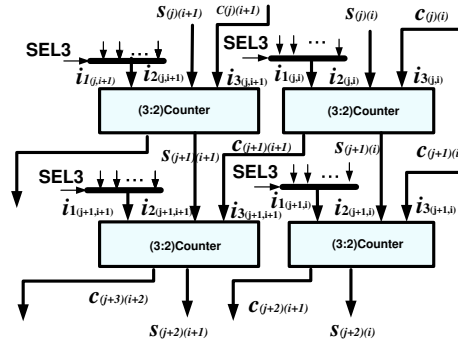 S(j)(i+1) C(j)(i+1) S(j)(i) c(j)(i)
SEL3 ... SEL3 ...
i1(j,i+1) i2(j,i+1) i3(j,i+1) i1(j,i) i2(j,i) i3(j,i)
(3:2)Counter (3:2)Counter
S(j+1)(i+1) c(j+1)(i+1) S(j+1)(i) c(j+1)(i)
SEL3 ... SEL3 ...
i1(j+1,i+1) i2(j+1,i+1) i3(j+1,i+1) i1(j+1,i) i2(j+1,i) i3(j+1,i)
(3:2)Counter (3:2)Counter
c(j+3)(i+2) S(j+2)(i+1) c(j+2)(i+1) S(j+2)(i)